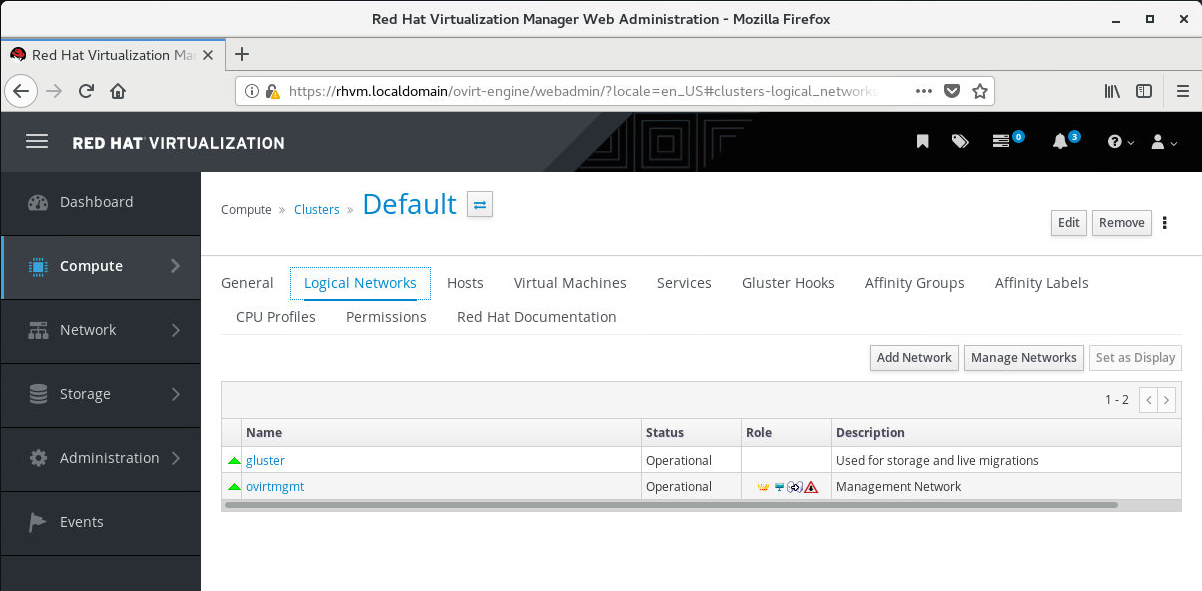 Red Hat Virtualization Manager Web Administration - Mozilla Firefox
Red Hat Virtualization Ma
https://rhvm.localdomain/ovirt-engine/webadmin/?locale=en_US#clusters-logical_networks
RED HAT VIRTUALIZATION
0
3
Dashboard
Compute
Network
Storage
Administration
Events
Compute » Clusters » Default
Edit Remove
General Logical Networks Hosts Virtual Machines Services Gluster Hooks Affinity Groups Affinity Labels
CPU Profiles Permissions Red Hat Documentation
Add Network Manage Networks Set as Display
1 - 2
Name Status Role Description
gluster Operational Used for storage and live migrations
ovirtmgmt Operational Management Network